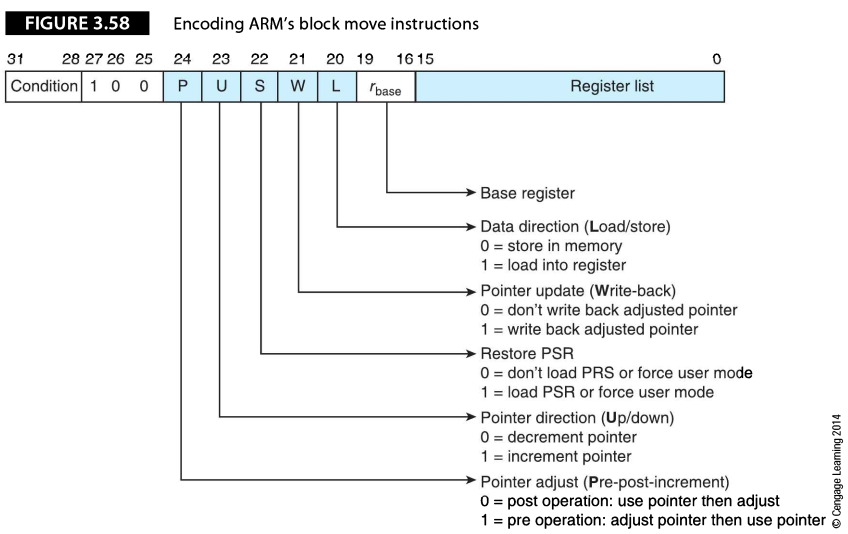 FIGURE 3.58 Encoding ARM's block move instructions
31 28 27 26 25 24 23 22 21 20 19 16 15 0
Condition 1 0 0 P U S W L rbase Register list
Base register
Data direction (Load/store)
0 = store in memory
1 = load into register
Pointer update (Write-back)
0 = don't write back adjusted pointer
1 = write back adjusted pointer
Restore PSR
0 = don't load PRS or force user mode
1 = load PSR or force user mode
Pointer direction (Up/down)
0 = decrement pointer
1 = increment pointer
Pointer adjust (Pre-post-increment)
0 = post operation: use pointer then adjust
1 = pre operation: adjust pointer then use pointer
© Cengage Learning 2014